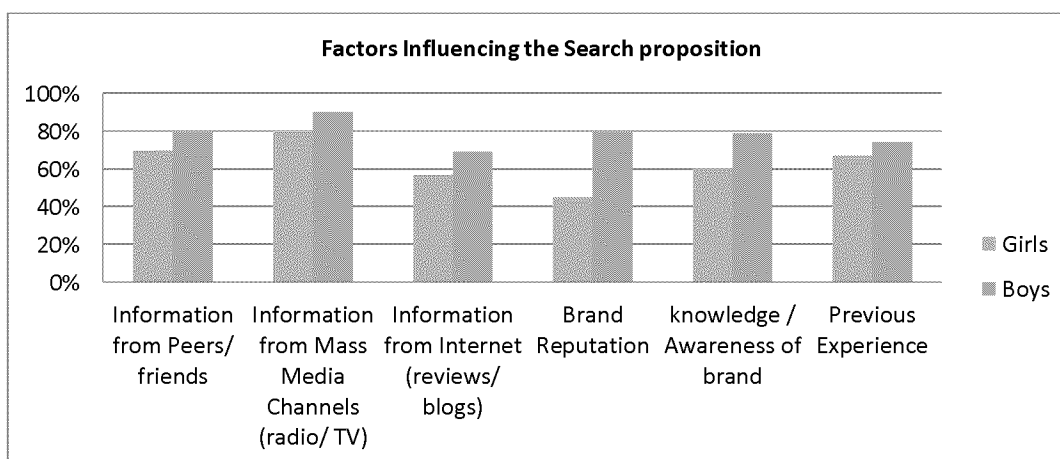 Factors Influencing the Search proposition
100%
80%
60%
40%
20%
0%
Girls
Boys
Information
from Peers/
friends
Information
from Mass
Media
Channels
(radio/ TV)
Information
from Internet
(reviews/
blogs)
Brand
Reputation
knowledge /
Awareness of
brand
Previous
Experience